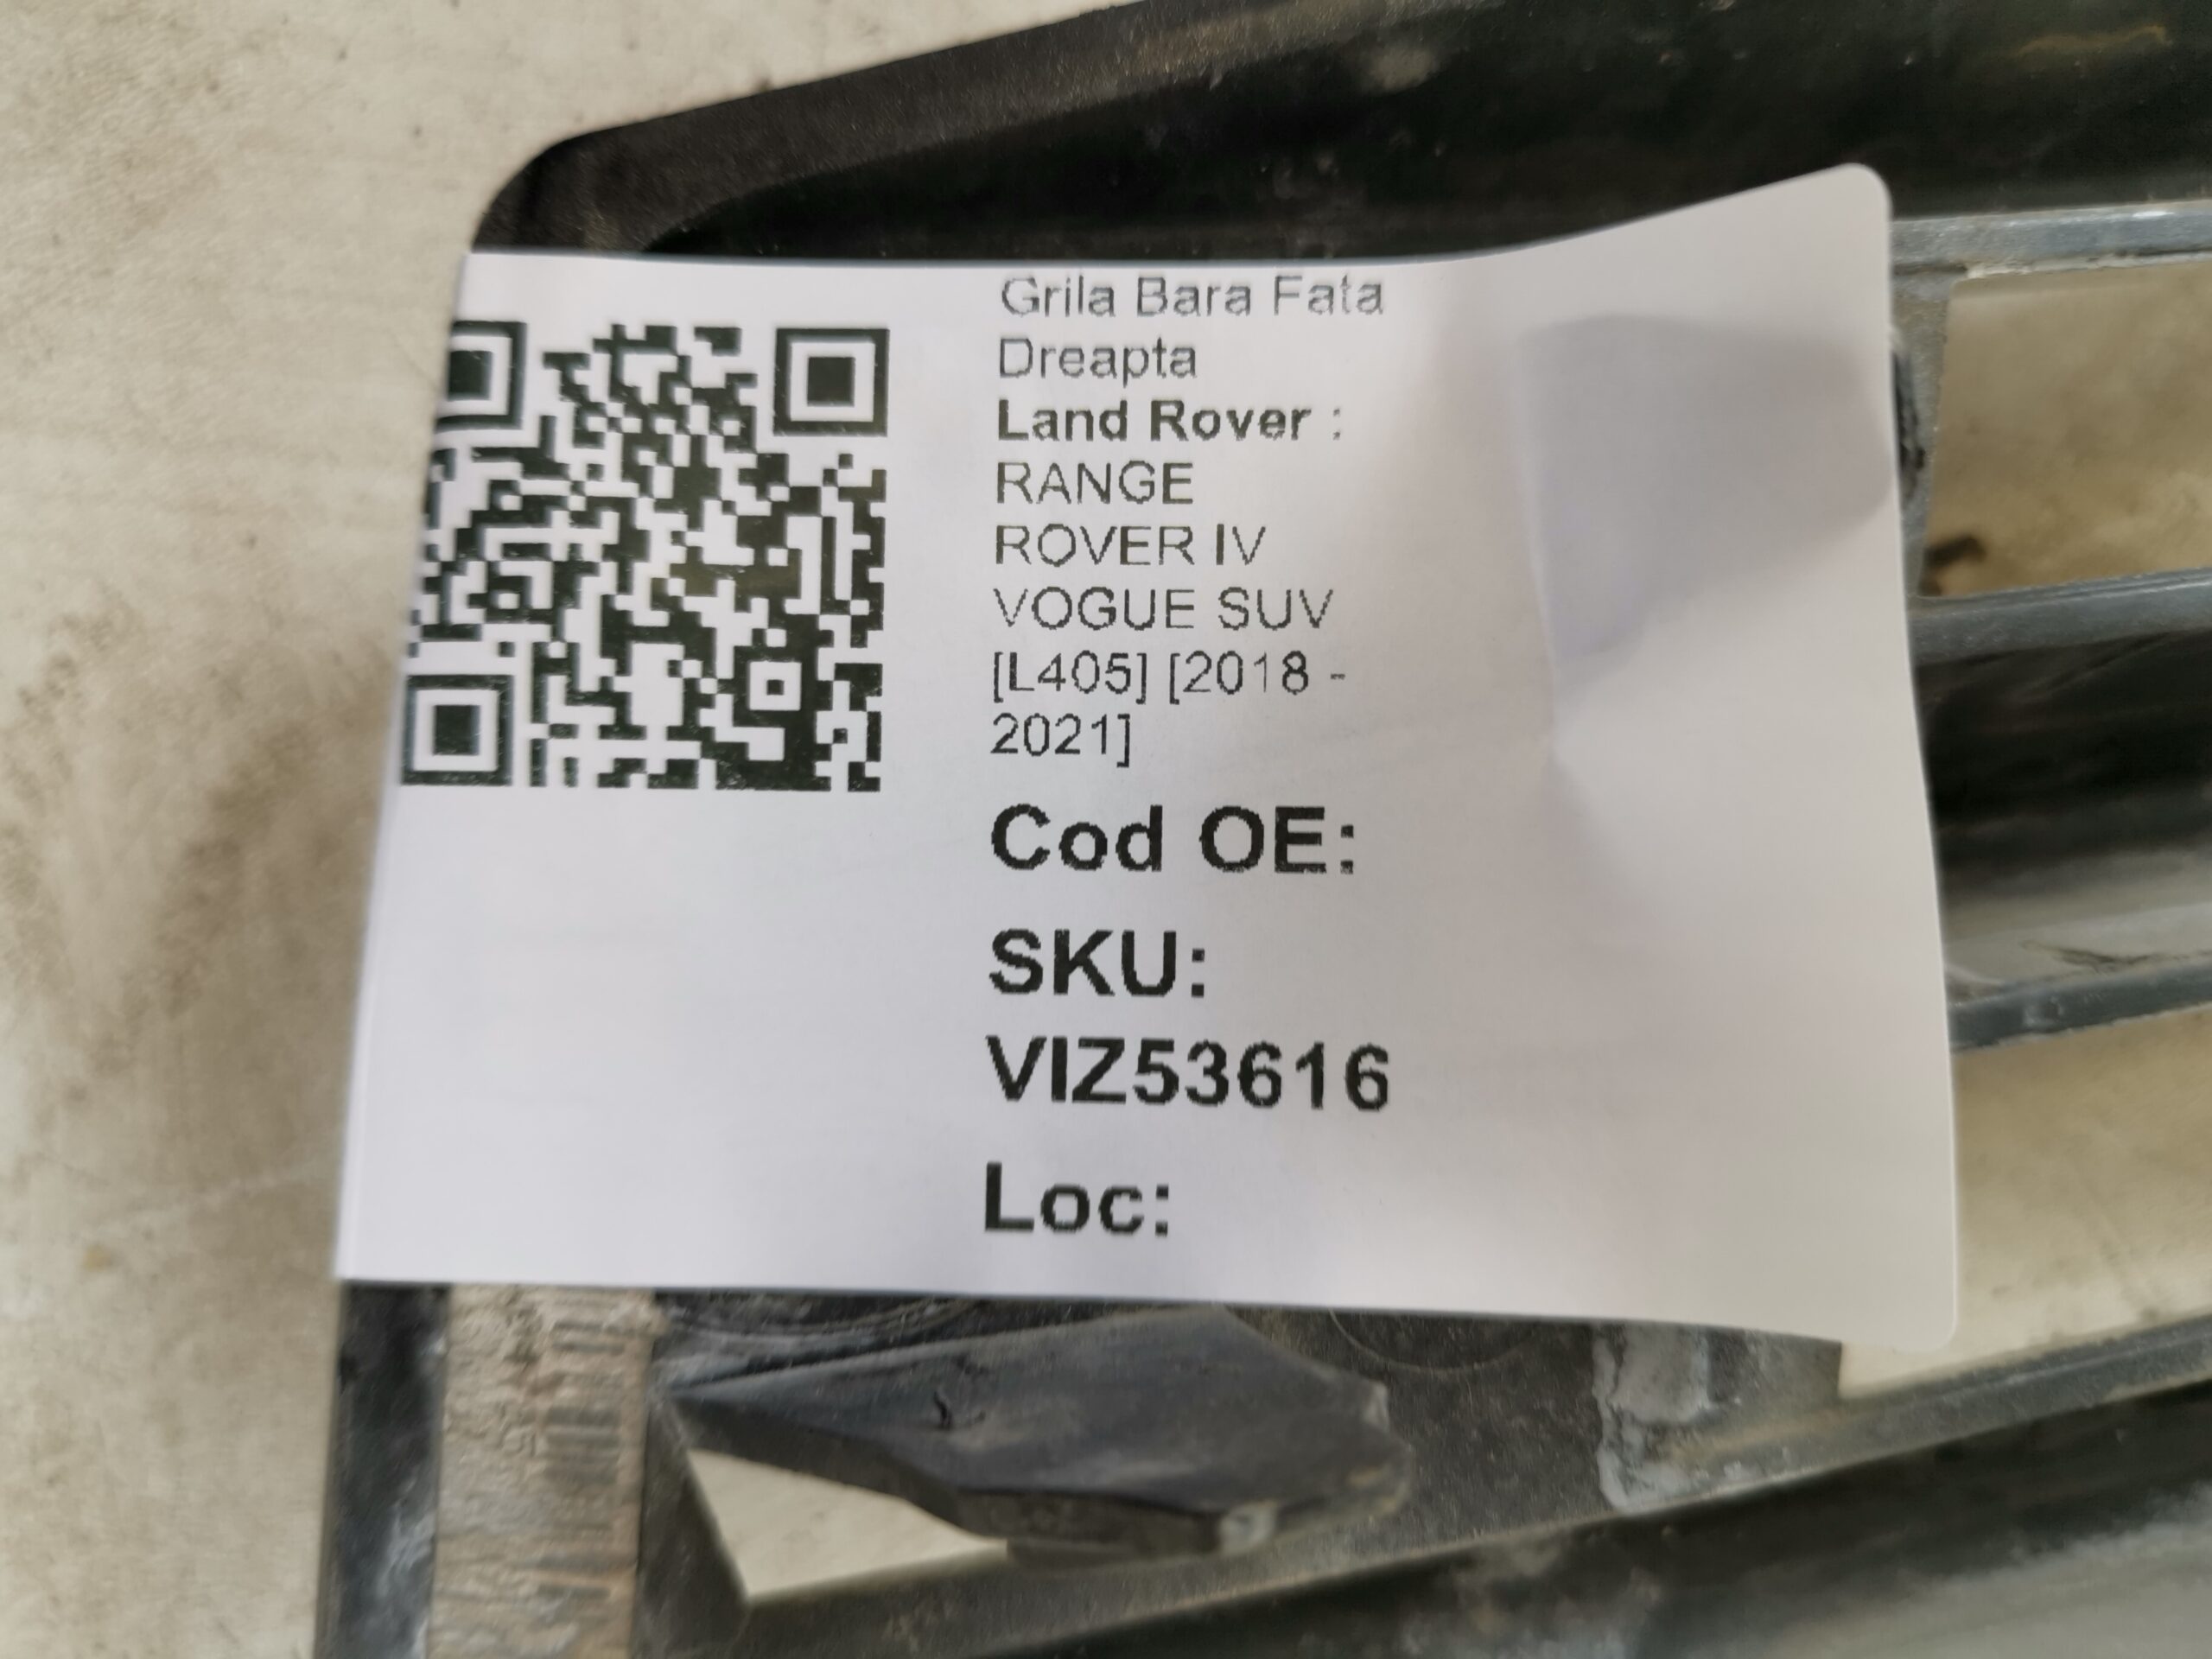 Grila Bara Fata
Dreapta
Land Rover :
RANGE
ROVER IV
VOGUE SUV
[L405] [2018 -
2021]
Cod OE:
SKU:
VIZ53616
Loc: